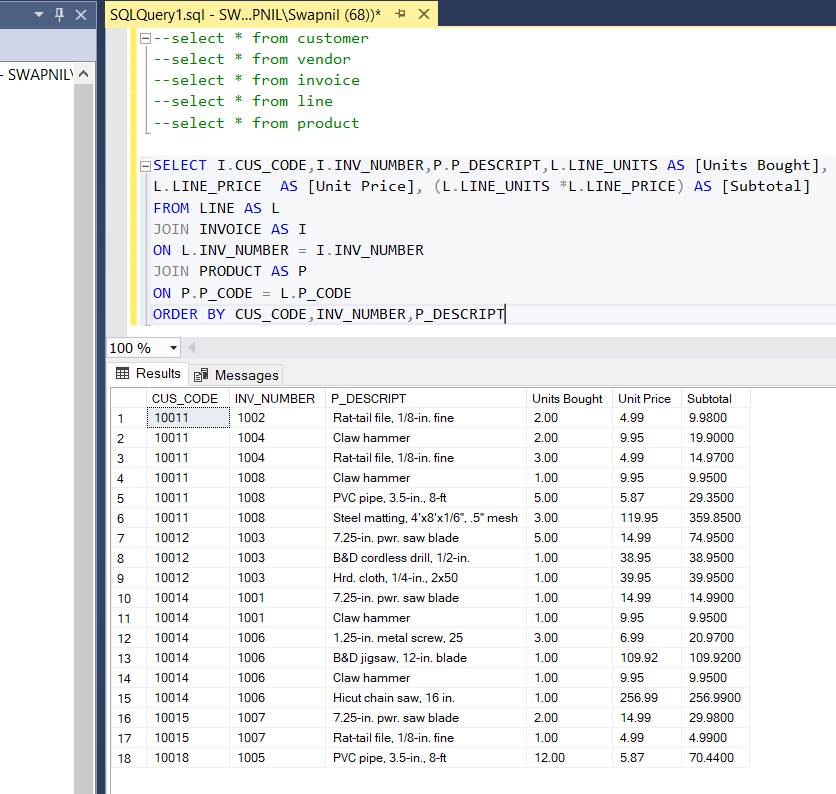 SQLQuery1.sql - SW...PNIL\Swapnil (68))*
- SWAPNIL\
--select * from customer
--select * from vendor
--select * from invoice
--select * from line
--select * from product
SELECT I.CUS_CODE,I.INV_NUMBER,P.P_DESCRIPT,L.LINE_UNITS AS [Units Bought],
L.LINE_PRICE  AS [Unit Price], (L.LINE_UNITS *L.LINE_PRICE) AS [Subtotal]
FROM LINE AS L
JOIN INVOICE AS I
ON L.INV_NUMBER = I.INV_NUMBER
JOIN PRODUCT AS P
ON P.P_CODE = L.P_CODE
ORDER BY CUS_CODE,INV_NUMBER,P_DESCRIPT
100 %
Results Messages
CUS_CODE INV_NUMBER P_DESCRIPT Units Bought Unit Price Subtotal
1 10011 1002 Rat-tail file, 1/8-in. fine 2.00 4.99 9.9800
2 10011 1004 Claw hammer 2.00 9.95 19.9000
3 10011 1004 Rat-tail file, 1/8-in. fine 3.00 4.99 14.9700
4 10011 1008 Claw hammer 1.00 9.95 9.9500
5 10011 1008 PVC pipe, 3.5-in., 8-ft 5.00 5.87 29.3500
6 10011 1008 Steel matting, 4'x8'x1/6", .5" mesh 3.00 119.95 359.8500
7 10012 1003 7.25-in. pwr. saw blade 5.00 14.99 74.9500
8 10012 1003 B&D cordless drill, 1/2-in. 1.00 38.95 38.9500
9 10012 1003 Hrd. cloth, 1/4-in., 2x50 1.00 39.95 39.9500
10 10014 1001 7.25-in. pwr. saw blade 1.00 14.99 14.9900
11 10014 1001 Claw hammer 1.00 9.95 9.9500
12 10014 1006 1.25-in. metal screw, 25 3.00 6.99 20.9700
13 10014 1006 B&D jigsaw, 12-in. blade 1.00 109.92 109.9200
14 10014 1006 Claw hammer 1.00 9.95 9.9500
15 10014 1006 Hicut chain saw, 16 in. 1.00 256.99 256.9900
16 10015 1007 7.25-in. pwr. saw blade 2.00 14.99 29.9800
17 10015 1007 Rat-tail file, 1/8-in. fine 1.00 4.99 4.9900
18 10018 1005 PVC pipe, 3.5-in., 8-ft 12.00 5.87 70.4400